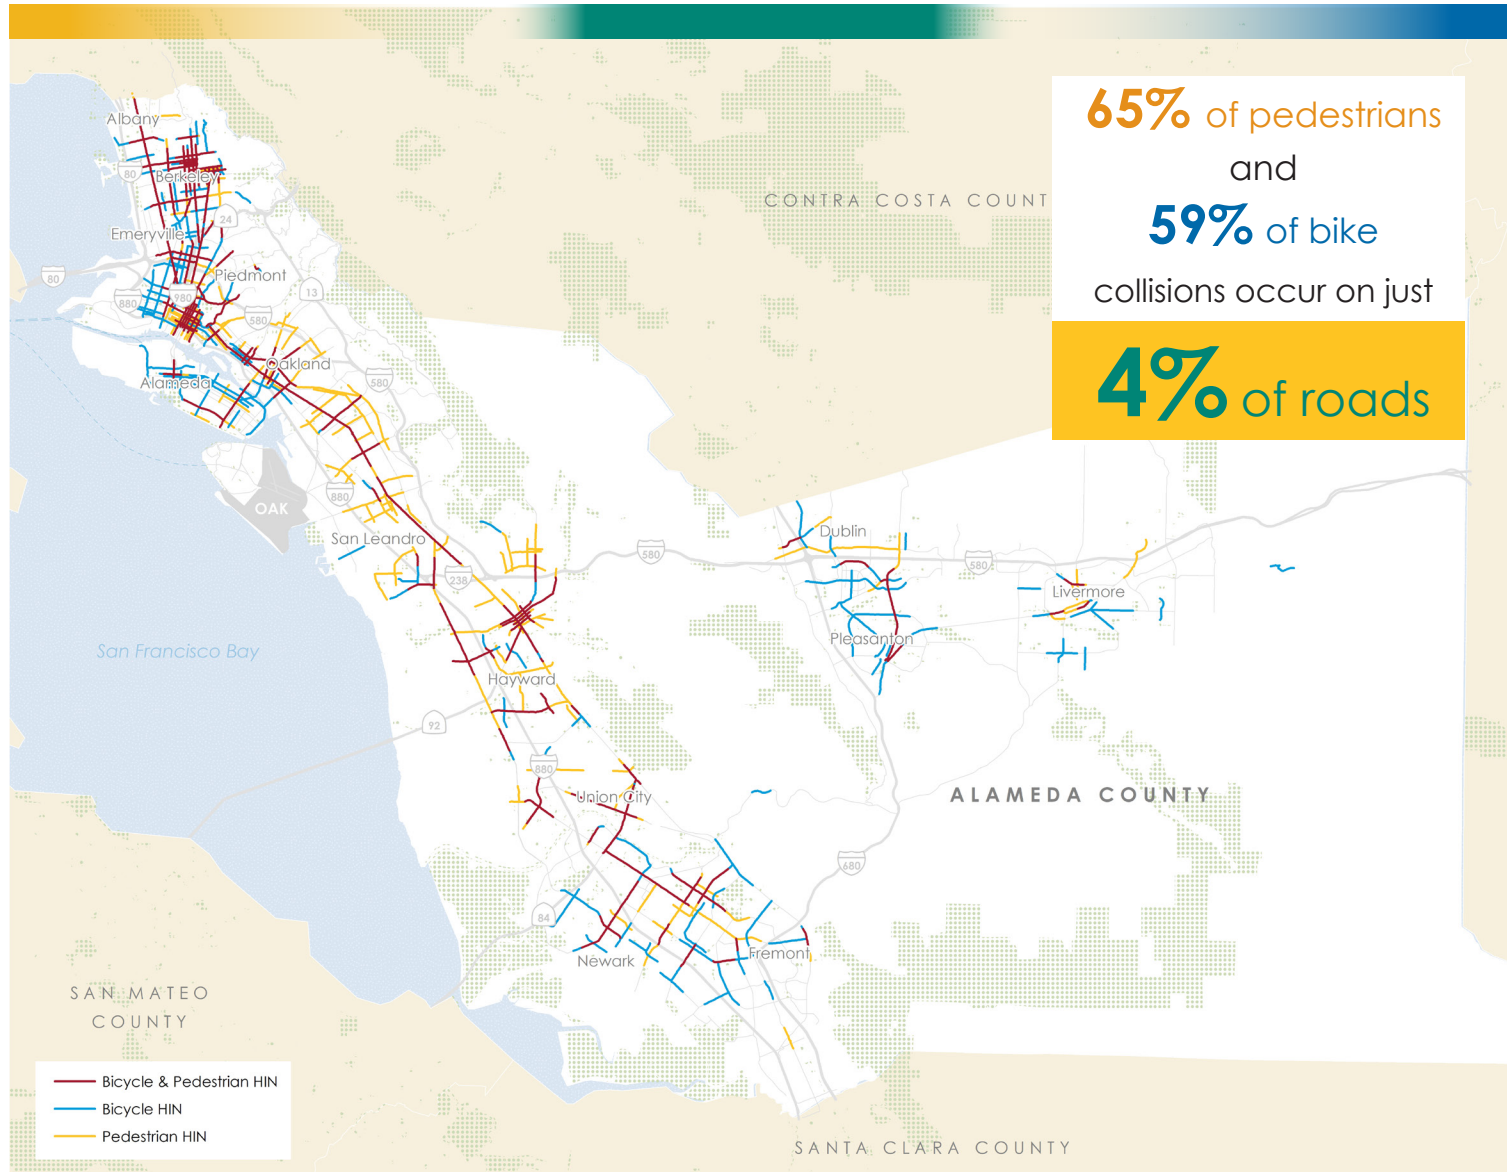 65% of pedestrians
and
59% of bike
collisions occur on just
4% of roads
CONTRA COSTA COUNT
Albany
80
Berkeley
24
Emeryville
80
Piedmont
13
880
980
580
Oakland
580
Alameda
880
OAK
San Leandro
Dublin
580
580
238
Livermore
Pleasanton
San Francisco Bay
Hayward
92
880
Union City
ALAMEDA COUNTY
680
84
Newark
Fremont
SAN MATEO
COUNTY
SANTA CLARA COUNTY
Bicycle & Pedestrian HIN
Bicycle HIN
Pedestrian HIN